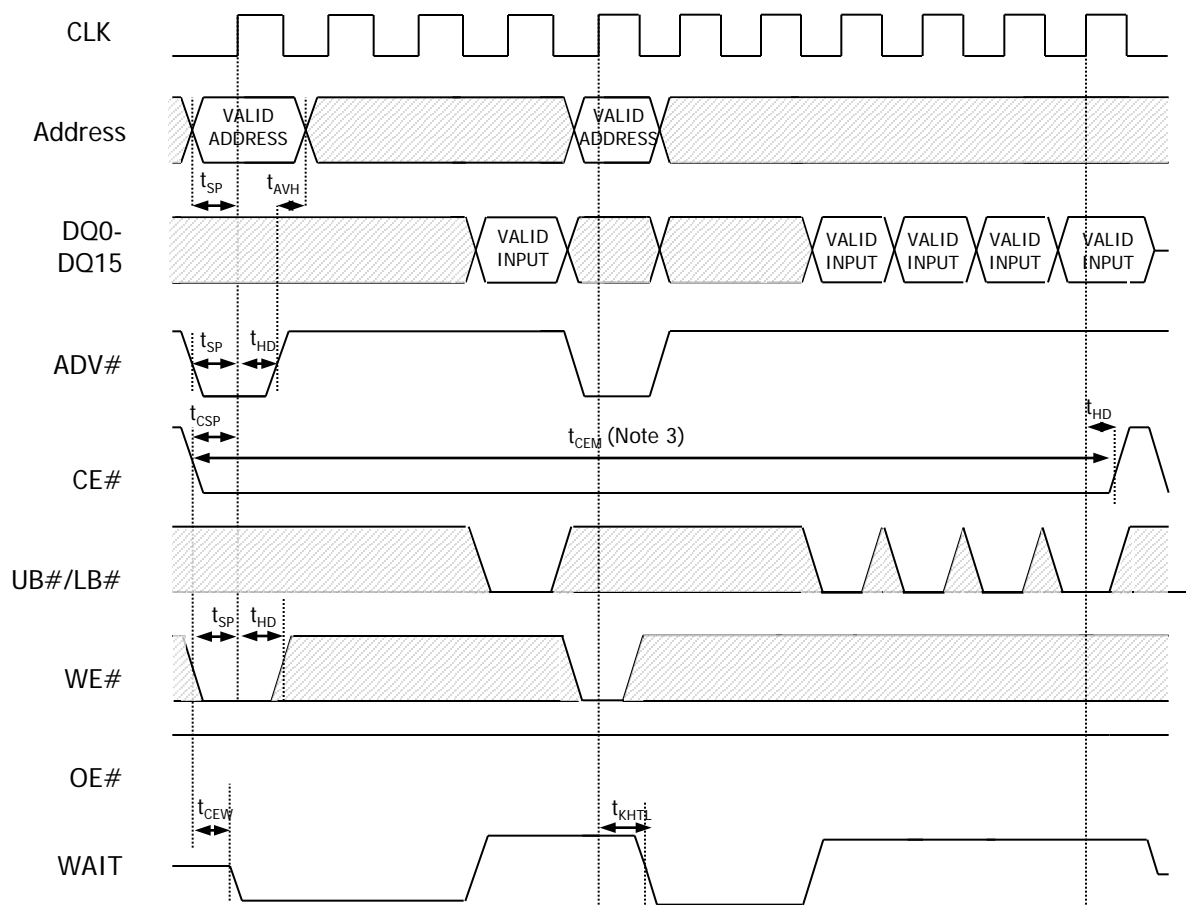 CLK
Address
VALID
ADDRESS
VALID
ADDRESS
tSP
tAVH
DQ0-
DQ15
VALID
INPUT
VALID
INPUT
VALID
INPUT
VALID
INPUT
VALID
INPUT
ADV#
tSP
tHD
tCSP
tCEM (Note 3)
tHD
CE#
UB#/LB#
tSP
tHD
WE#
OE#
tCEW
tKHTL
WAIT